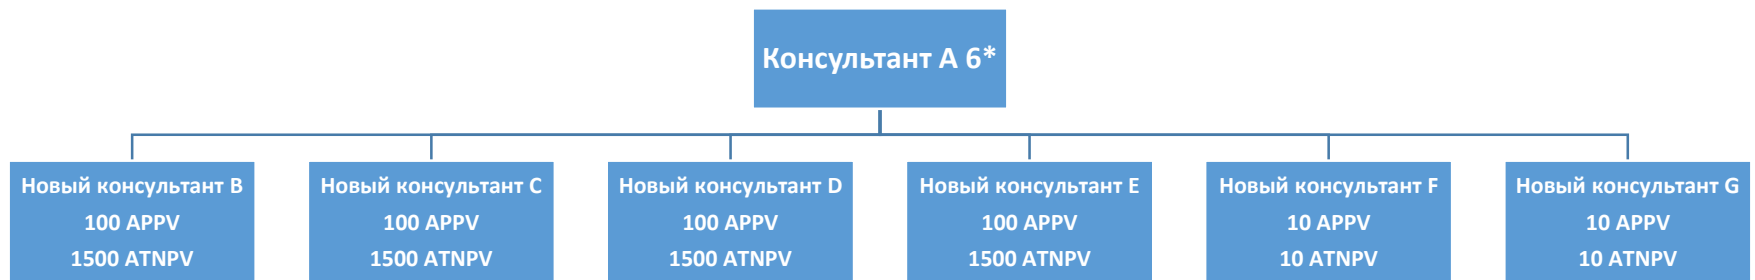 Консультант А 6*
Новый консультант B
100 APPV
1500 ATNPV
Новый консультант C
100 APPV
1500 ATNPV
Новый консультант D
100 APPV
1500 ATNPV
Новый консультант E
100 APPV
1500 ATNPV
Новый консультант F
10 APPV
10 ATNPV
Новый консультант G
10 APPV
10 ATNPV